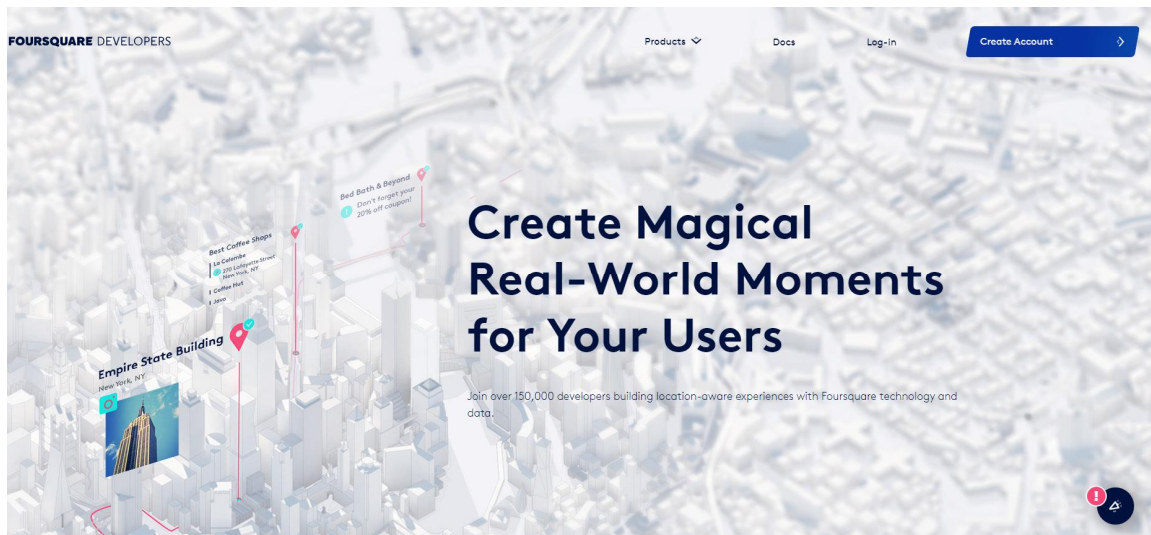 FOURSQUARE DEVELOPERS
Products
Docs
Log-in
Create Account
Bed Bath & Beyond
Don't forget your
20% off coupon!
Best Coffee Shops
La Colombe
270 Lafayette Street
New York, NY
Coffee Hut
Java
Empire State Building
New York, NY
Create Magical
Real-World Moments
for Your Users
Join over 150,000 developers building location-aware experiences with Foursquare technology and
data.